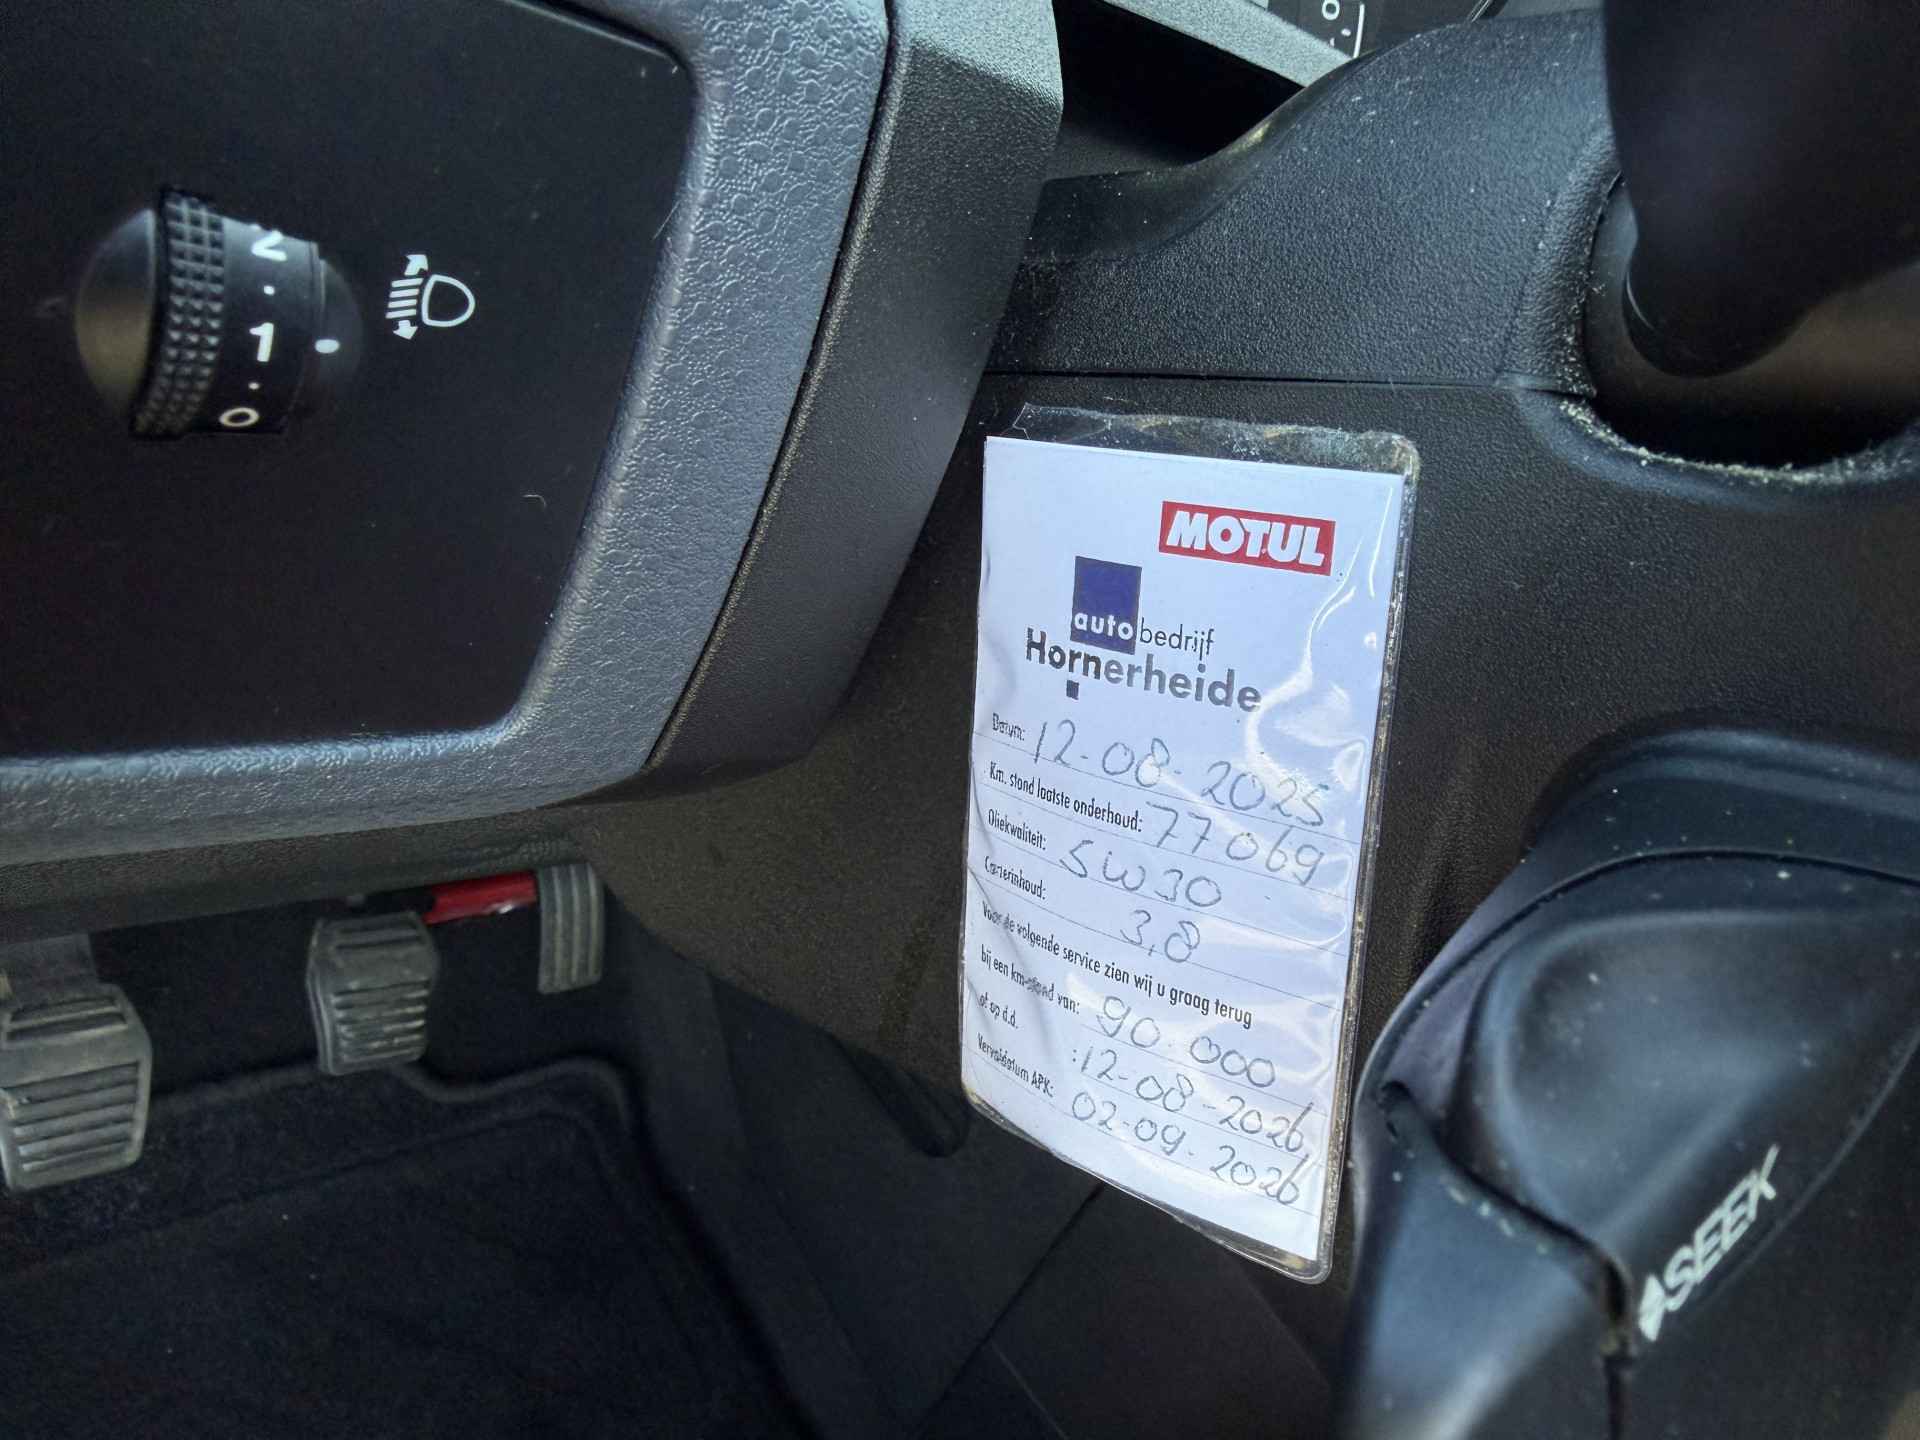 2
1
0
MOTUL
autobedrijf
Hornerheide
Datum: 12-08-2025
Km. stand laatste onderhoud: 77069
Oliekwaliteit: 5W30
Carterinhoud: 3,8
Voor de volgende service zien wij u graag terug
bij een km-stand van: 90.000
of op d.d. :12-08-2026
Vervaldatum APK: 02-09-2026
SEEK